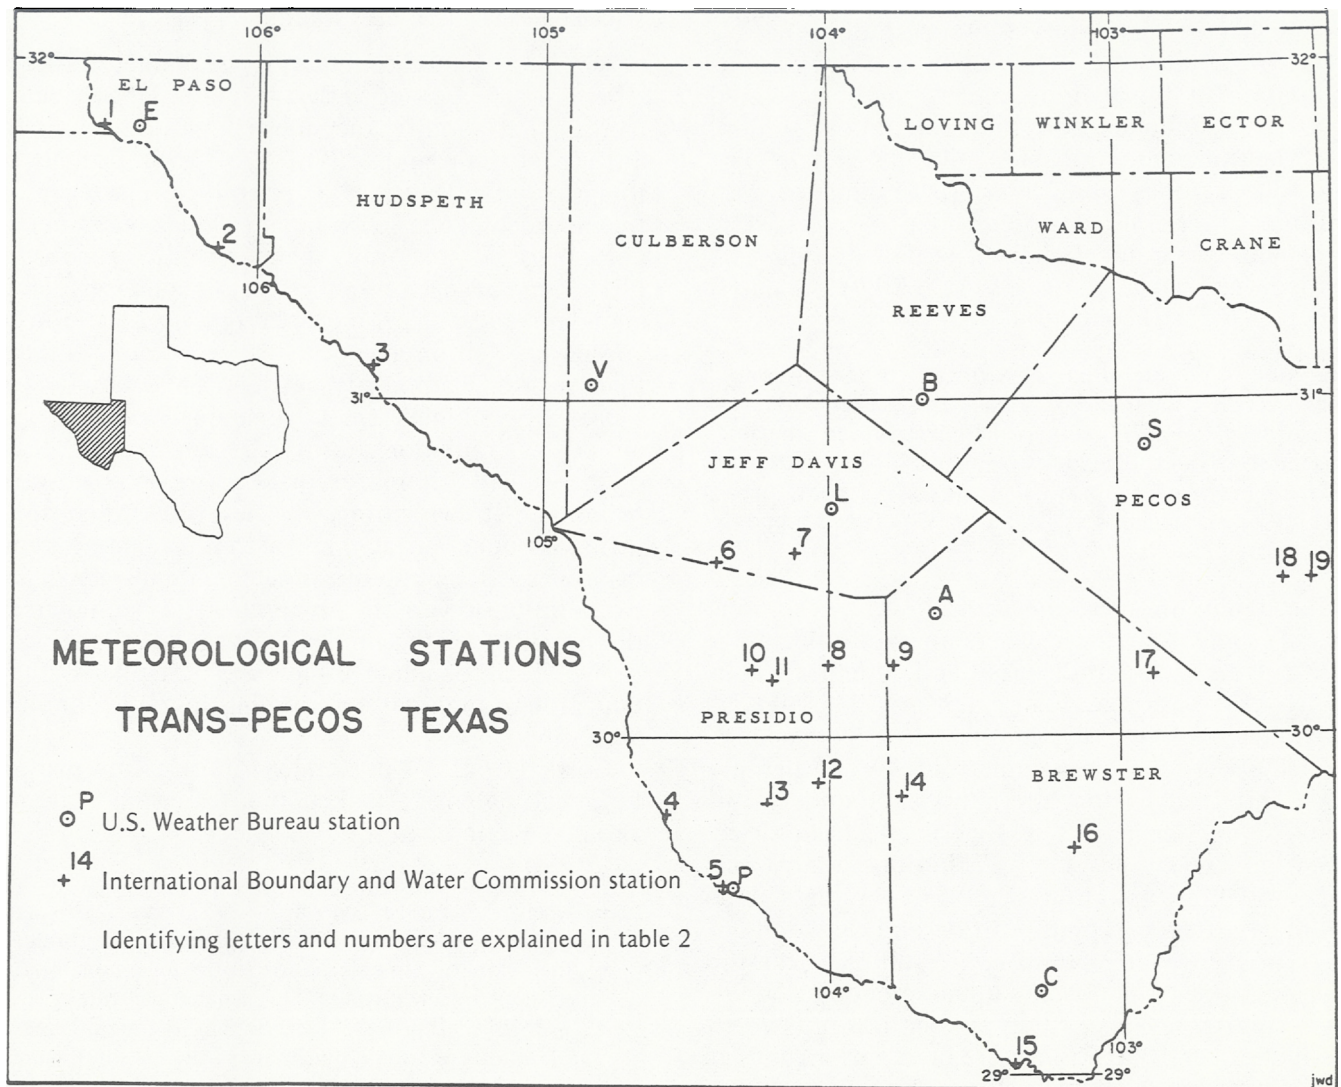 106°
105°
104°
103°
32°
32°
EL PASO
1
E
LOVING
WINKLER
ECTOR
HUDSPETH
2
CULBERSON
WARD
CRANE
106°
REEVES
3
V
B
31°
31°
S
JEFF DAVIS
L
PECOS
105°
6
7
18
19
A
METEOROLOGICAL STATIONS
10
11
8
9
17
TRANS-PECOS TEXAS
PRESIDIO
30°
30°
12
13
14
BREWSTER
4
P
U.S. Weather Bureau station
16
14
International Boundary and Water Commission station
5
P
Identifying letters and numbers are explained in table 2
C
104°
15
103°
29°
29°
jwd